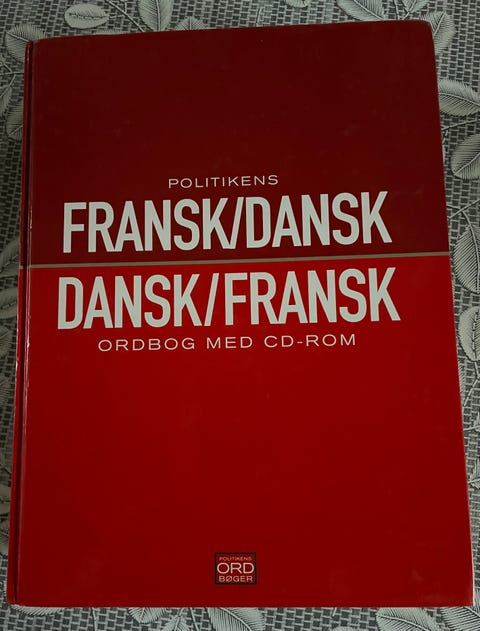 POLITIKENS
FRANSK/DANSK
DANSK/FRANSK
ORDBOG MED CD-ROM
POLITIKENS
ORD
BØGER